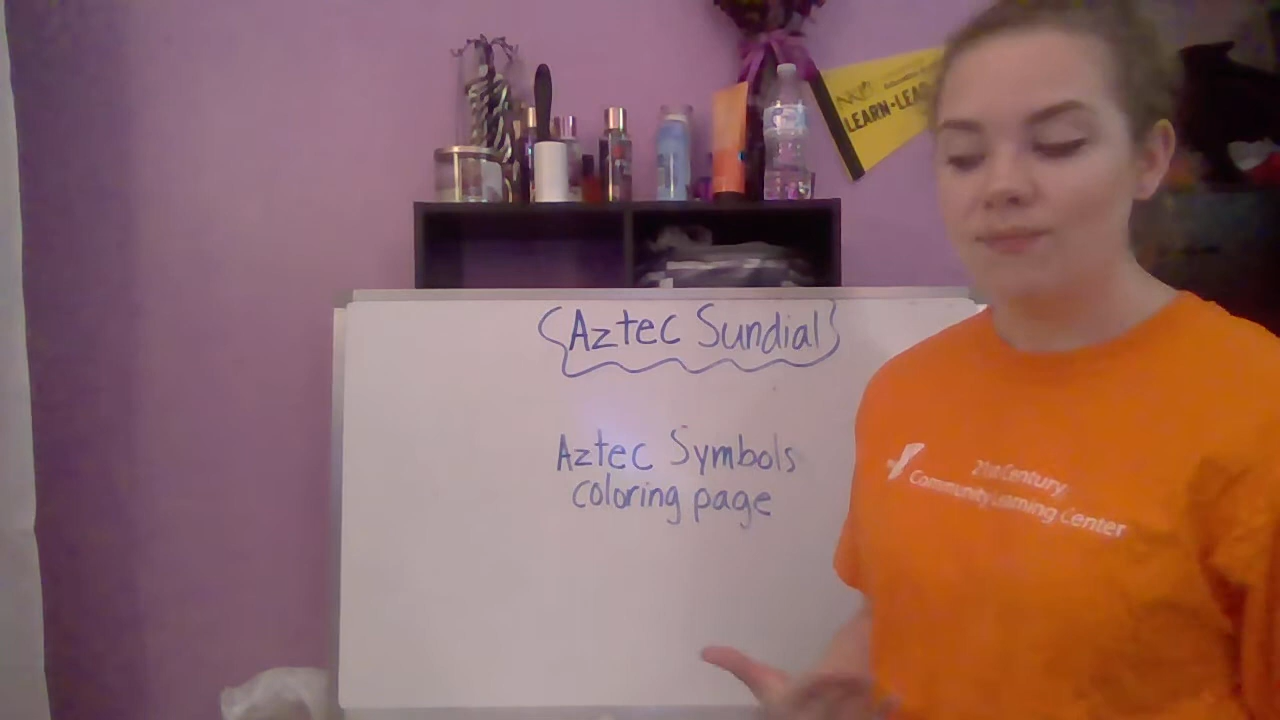 LEARN•LEA
Aztec Sundial
Aztec Symbols
coloring page
21st Century
Community Learning Center